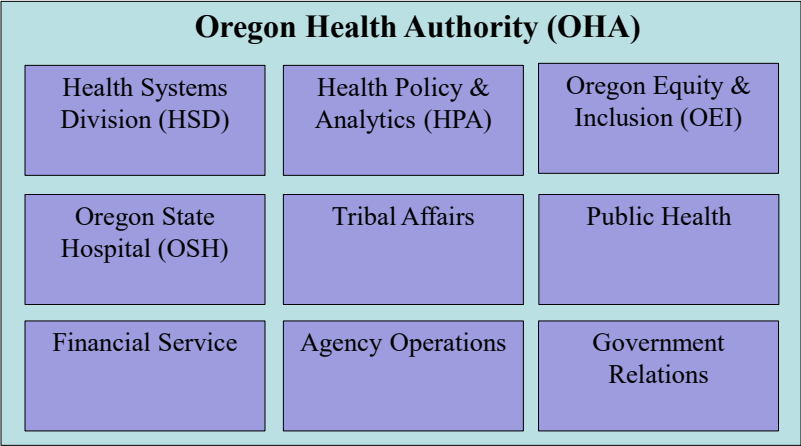 Oregon Health Authority (OHA)
Health Systems
Division (HSD)
Health Policy &
Analytics (HPA)
Oregon Equity &
Inclusion (OEI)
Oregon State
Hospital (OSH)
Tribal Affairs
Public Health
Financial Service
Agency Operations
Government
Relations